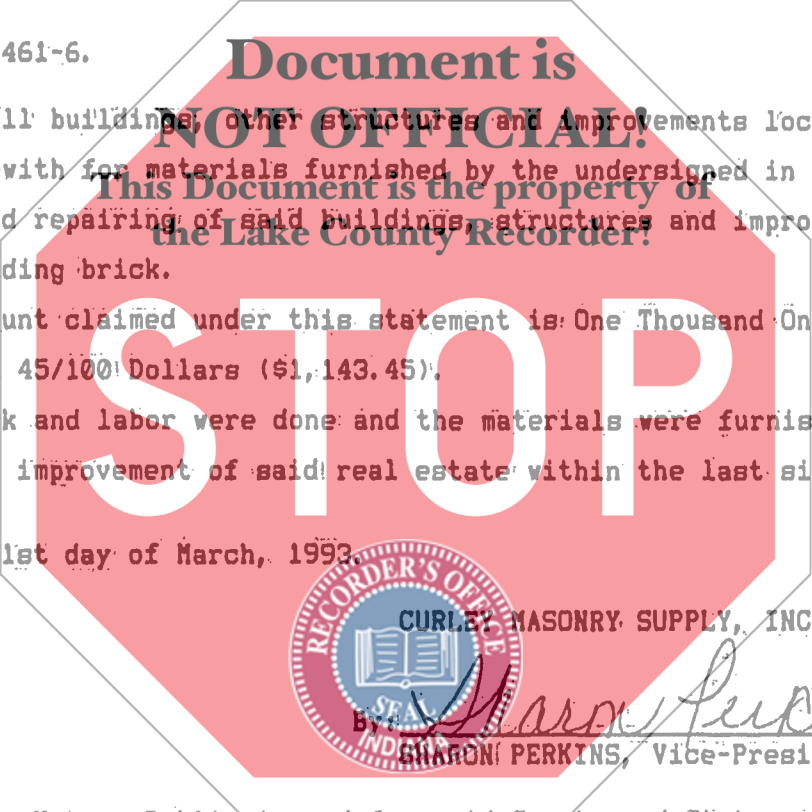 461-6.
Document is
ll buildings, other structures and improvements loc
NOT OFFICIAL!
with for materials furnished by the undersigned in
This Document is the property of
d repairing of said buildings, structures and impro
the Lake County Recorder!
ding brick.
unt claimed under this statement is One Thousand On
45/100 Dollars ($1,143.45).
STOP
k and labor were done and the materials were furnis
improvement of said real estate within the last si
1st day of March, 1993.
RECORDER'S OFFICE
SEAL
INDIANA
CURLEY MASONRY SUPPLY, INC
By: Sharon Perk
SHARON PERKINS, Vice-Presi